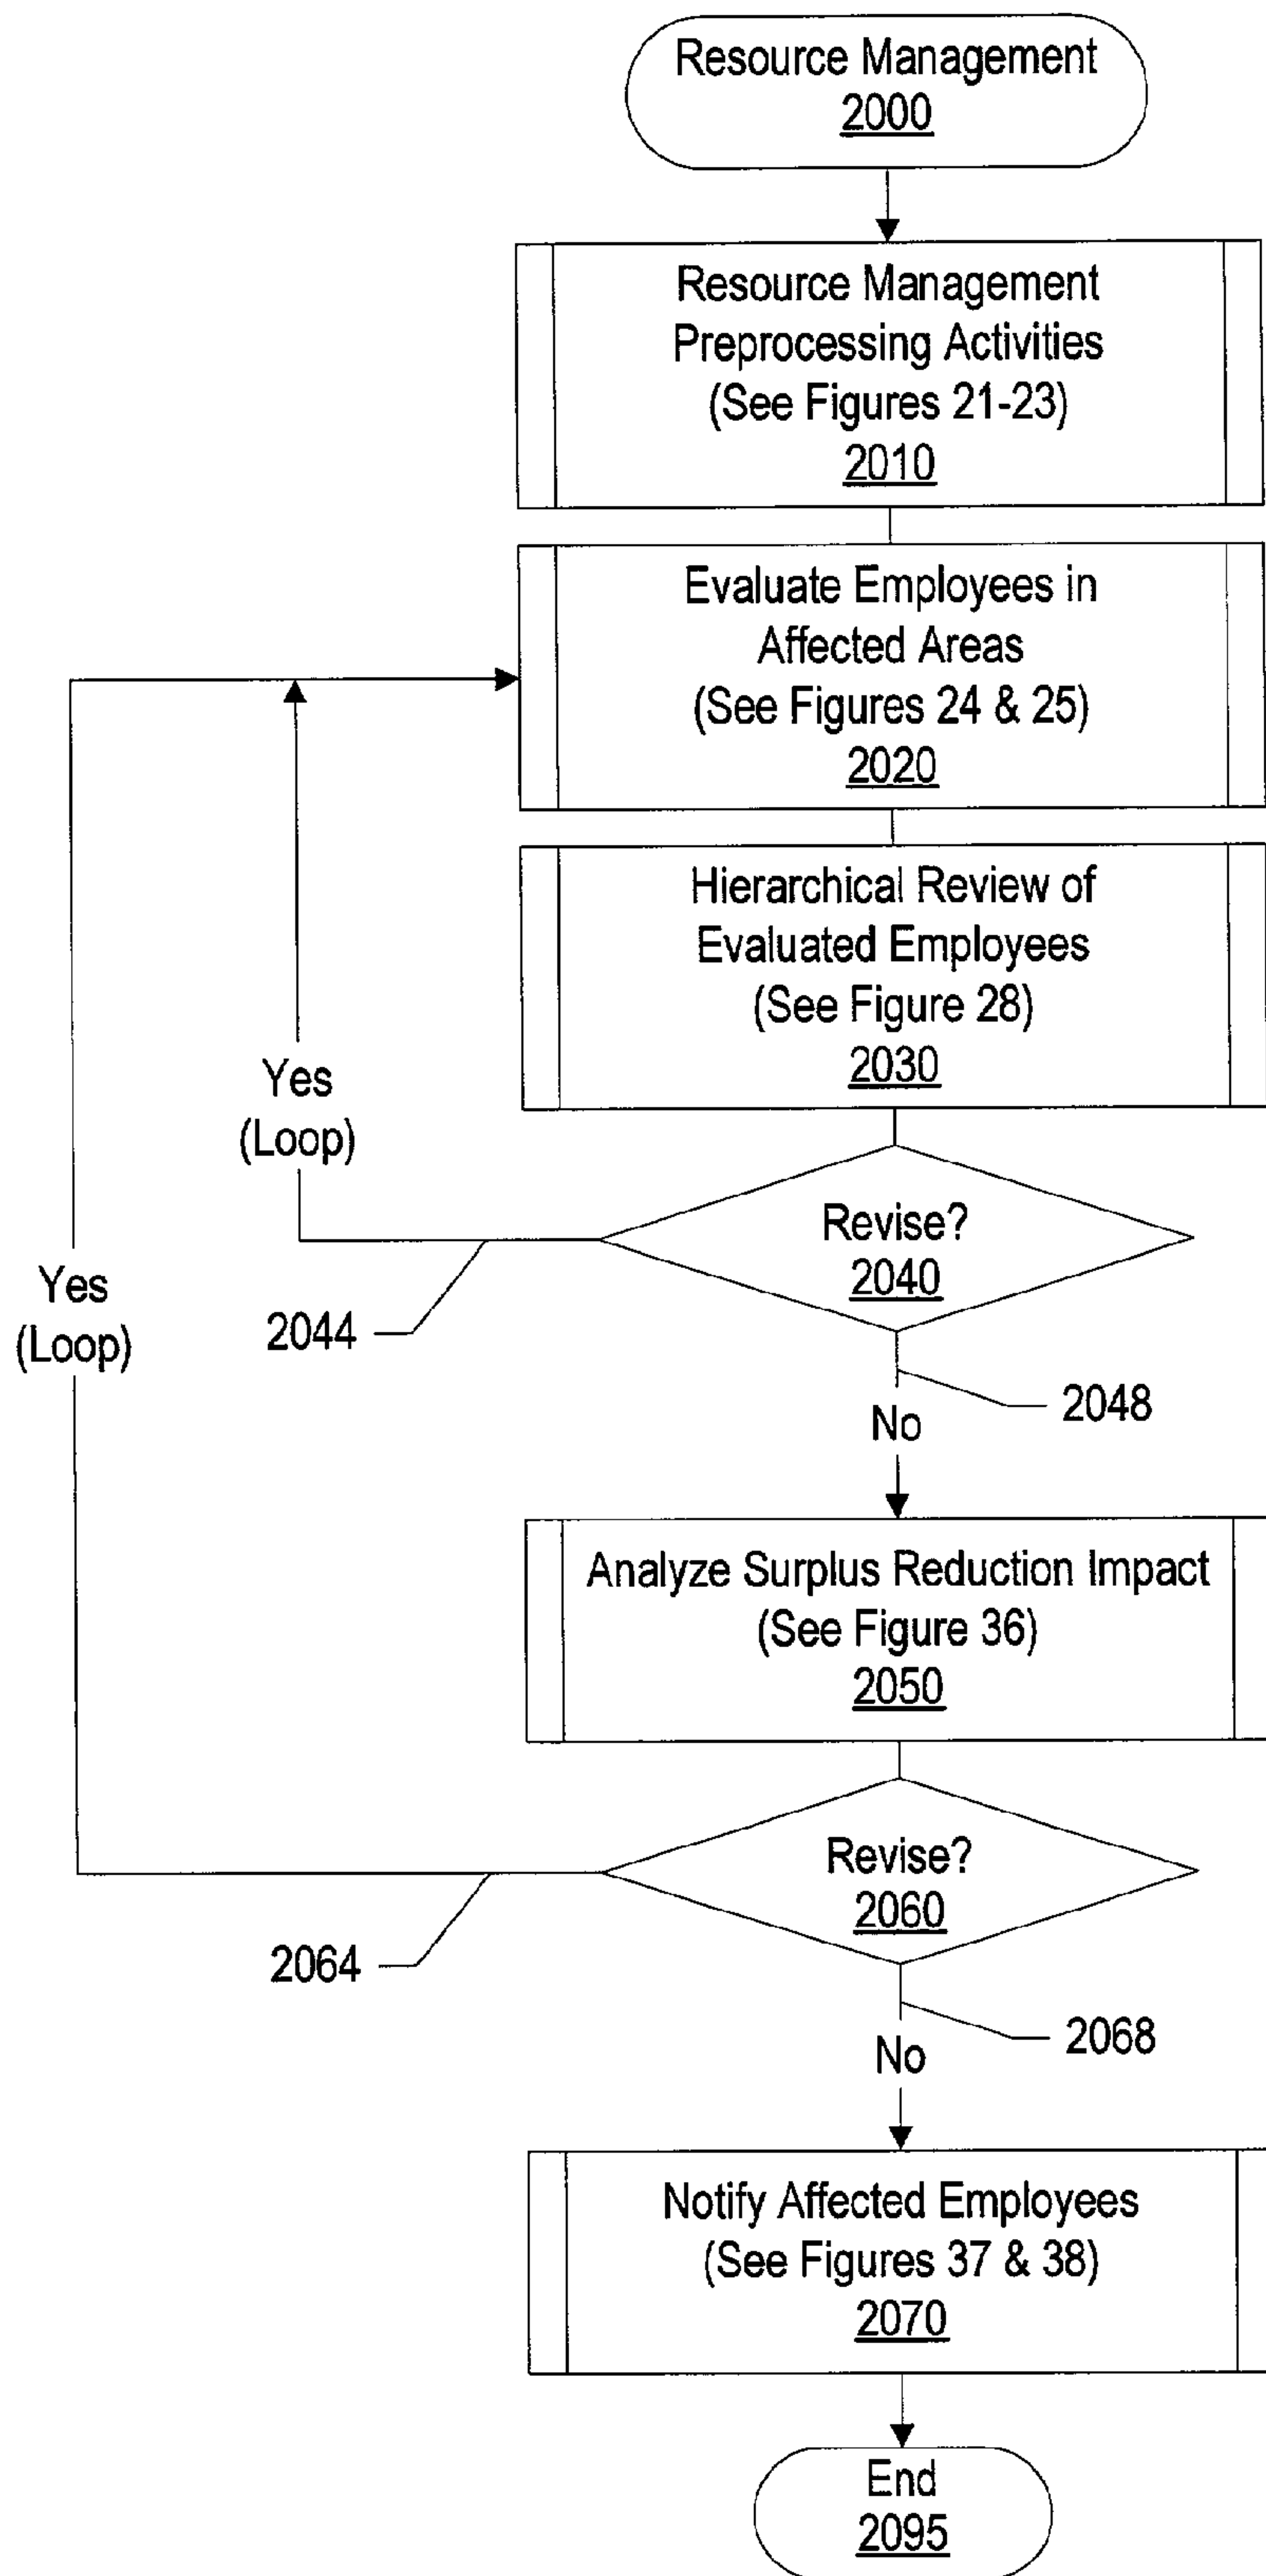 Resource Management
2000
Resource Management
Preprocessing Activities
(See Figures 21-23)
2010
Evaluate Employees in
Affected Areas
(See Figures 24 & 25)
2020
Hierarchical Review of
Evaluated Employees
(See Figure 28)
2030
Yes
(Loop)
Revise?
2040
Yes
(Loop)
2044
2048
No
Analyze Surplus Reduction Impact
(See Figure 36)
2050
Revise?
2060
2064
2068
No
Notify Affected Employees
(See Figures 37 & 38)
2070
End
2095